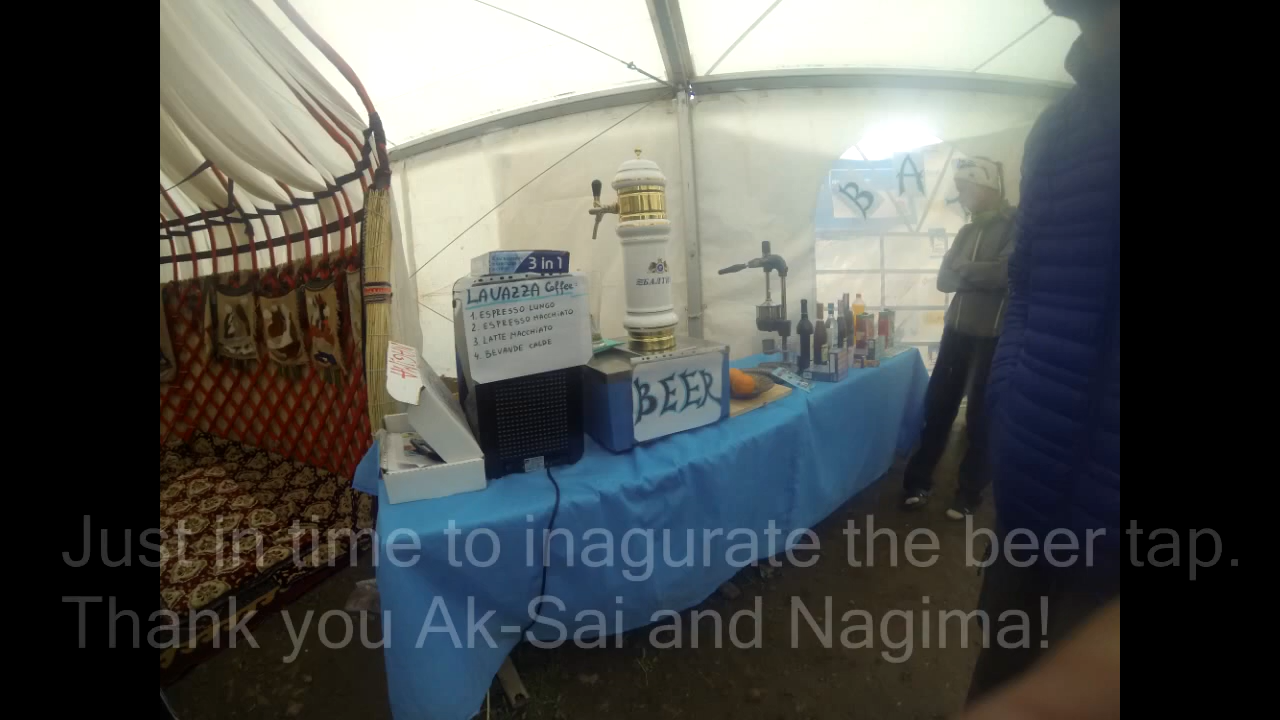 3 in 1
LAVAZZA Coffee
1. ESPRESSO LUNGO
2. ESPRESSO MACCHIATO
3. LATTE MACCHIATO
4. BEVANDE CALDE
BEER
B A
Just in time to inagurate the beer tap.
Thank you Ak-Sai and Nagima!